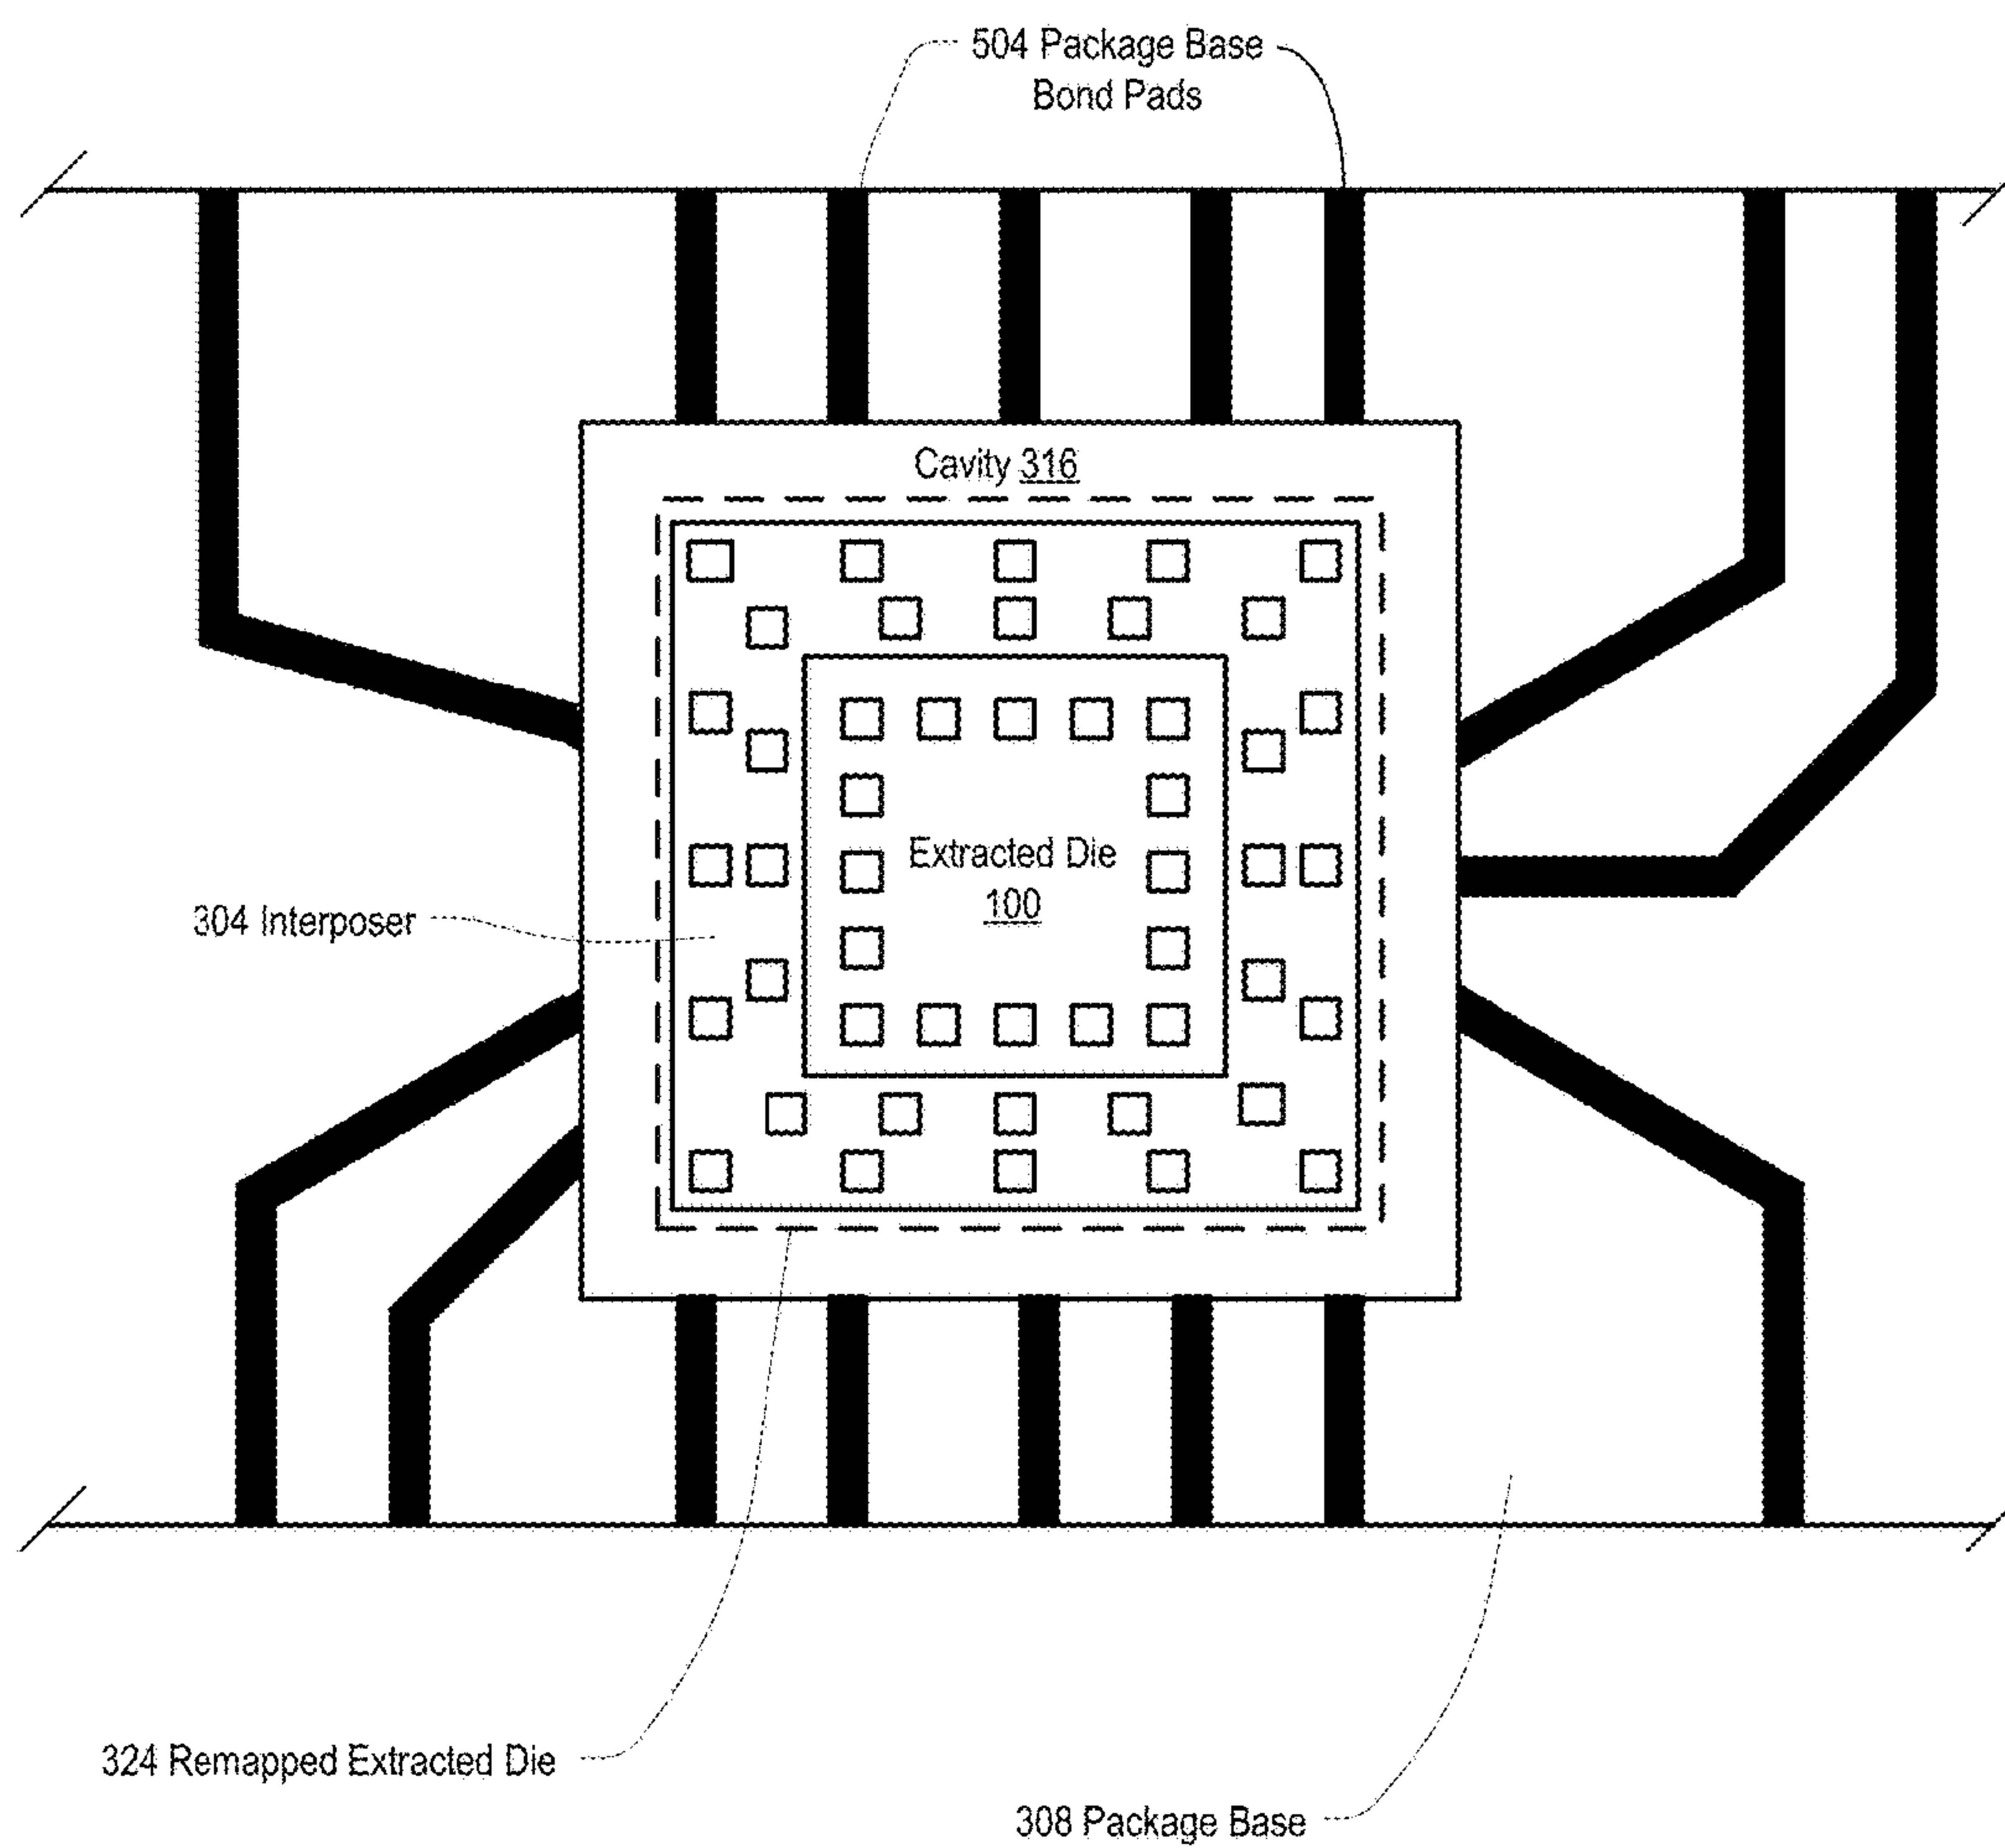 504 Package Base
Bond Pads
Cavity 316
Extracted Die
100
304 Interposer
324 Remapped Extracted Die
308 Package Base